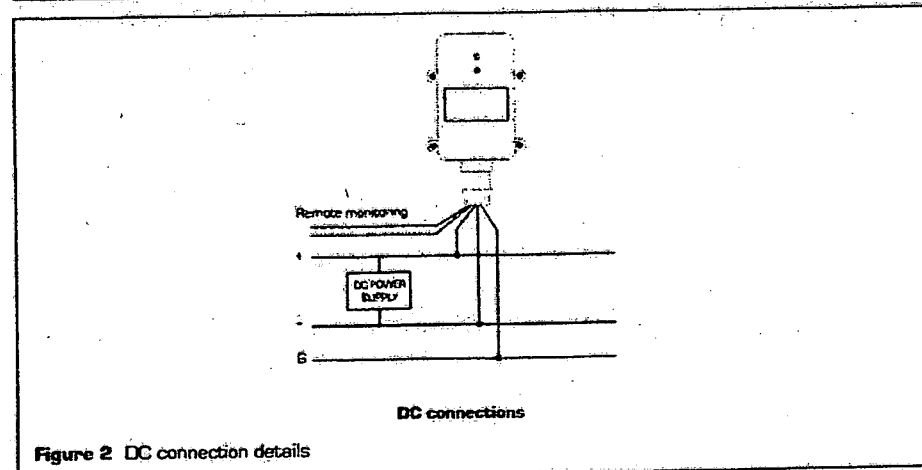 Remote monitoring
+
DC POWER
SUPPLY
-
G
DC connections
Figure 2 DC connection details